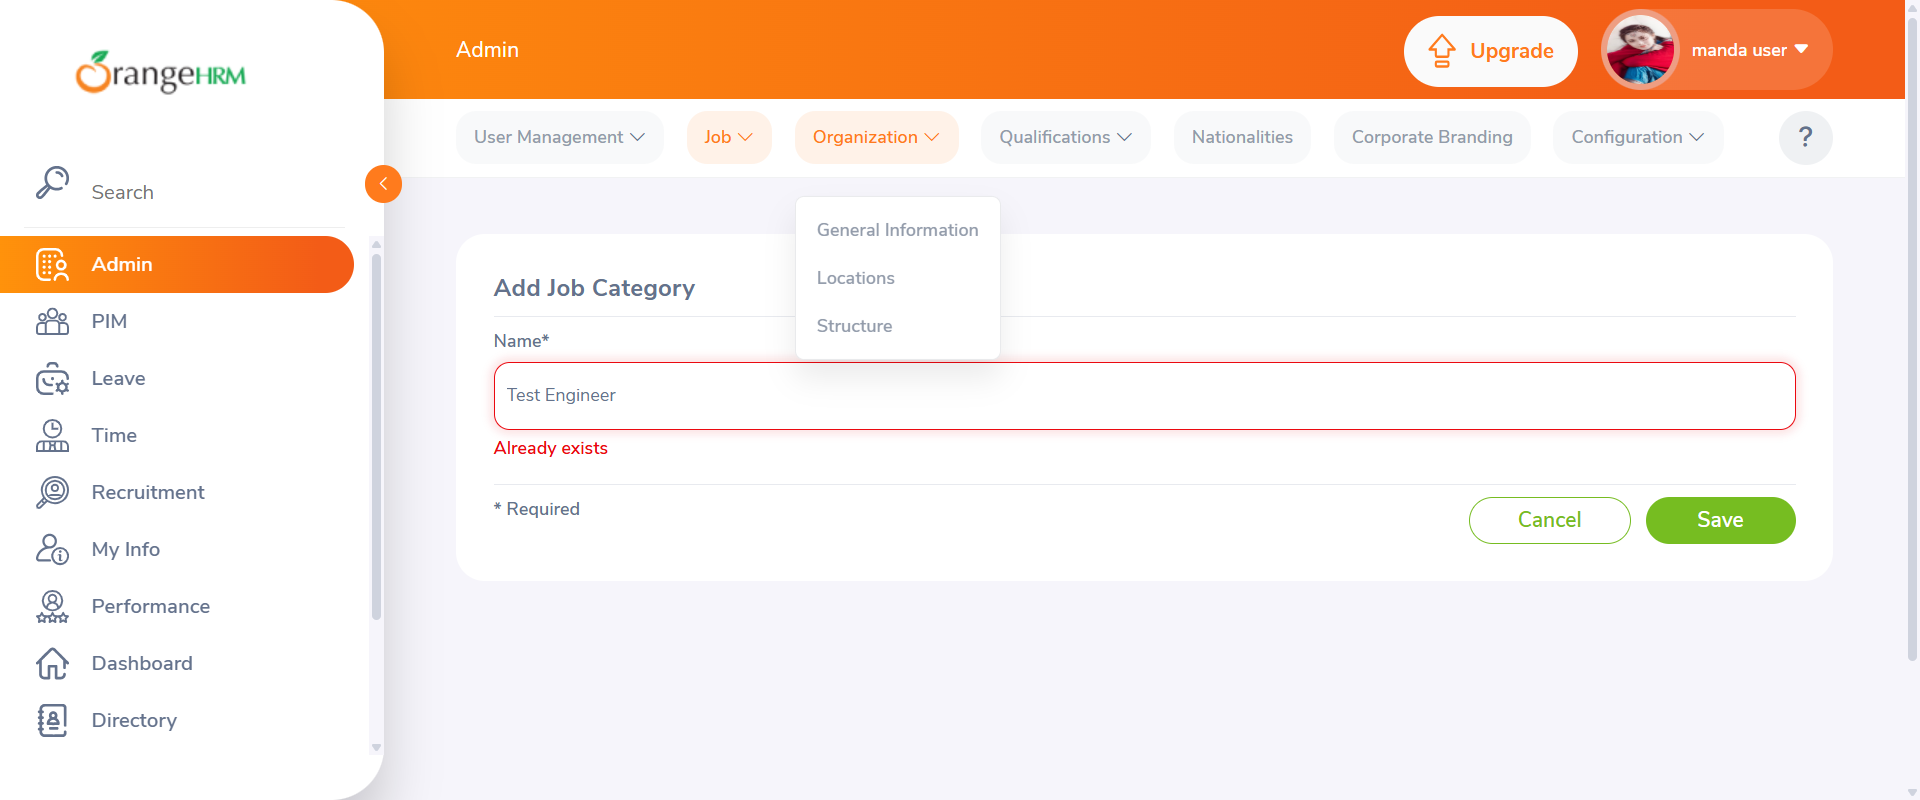 OrangeHRM
Search
Admin
PIM
Leave
Time
Recruitment
My Info
Performance
Dashboard
Directory
Admin
Upgrade
manda user
User Management
Job
Organization
Qualifications
Nationalities
Corporate Branding
Configuration
?
General Information
Locations
Structure
Add Job Category
Name*
Test Engineer
Already exists
* Required
Cancel
Save